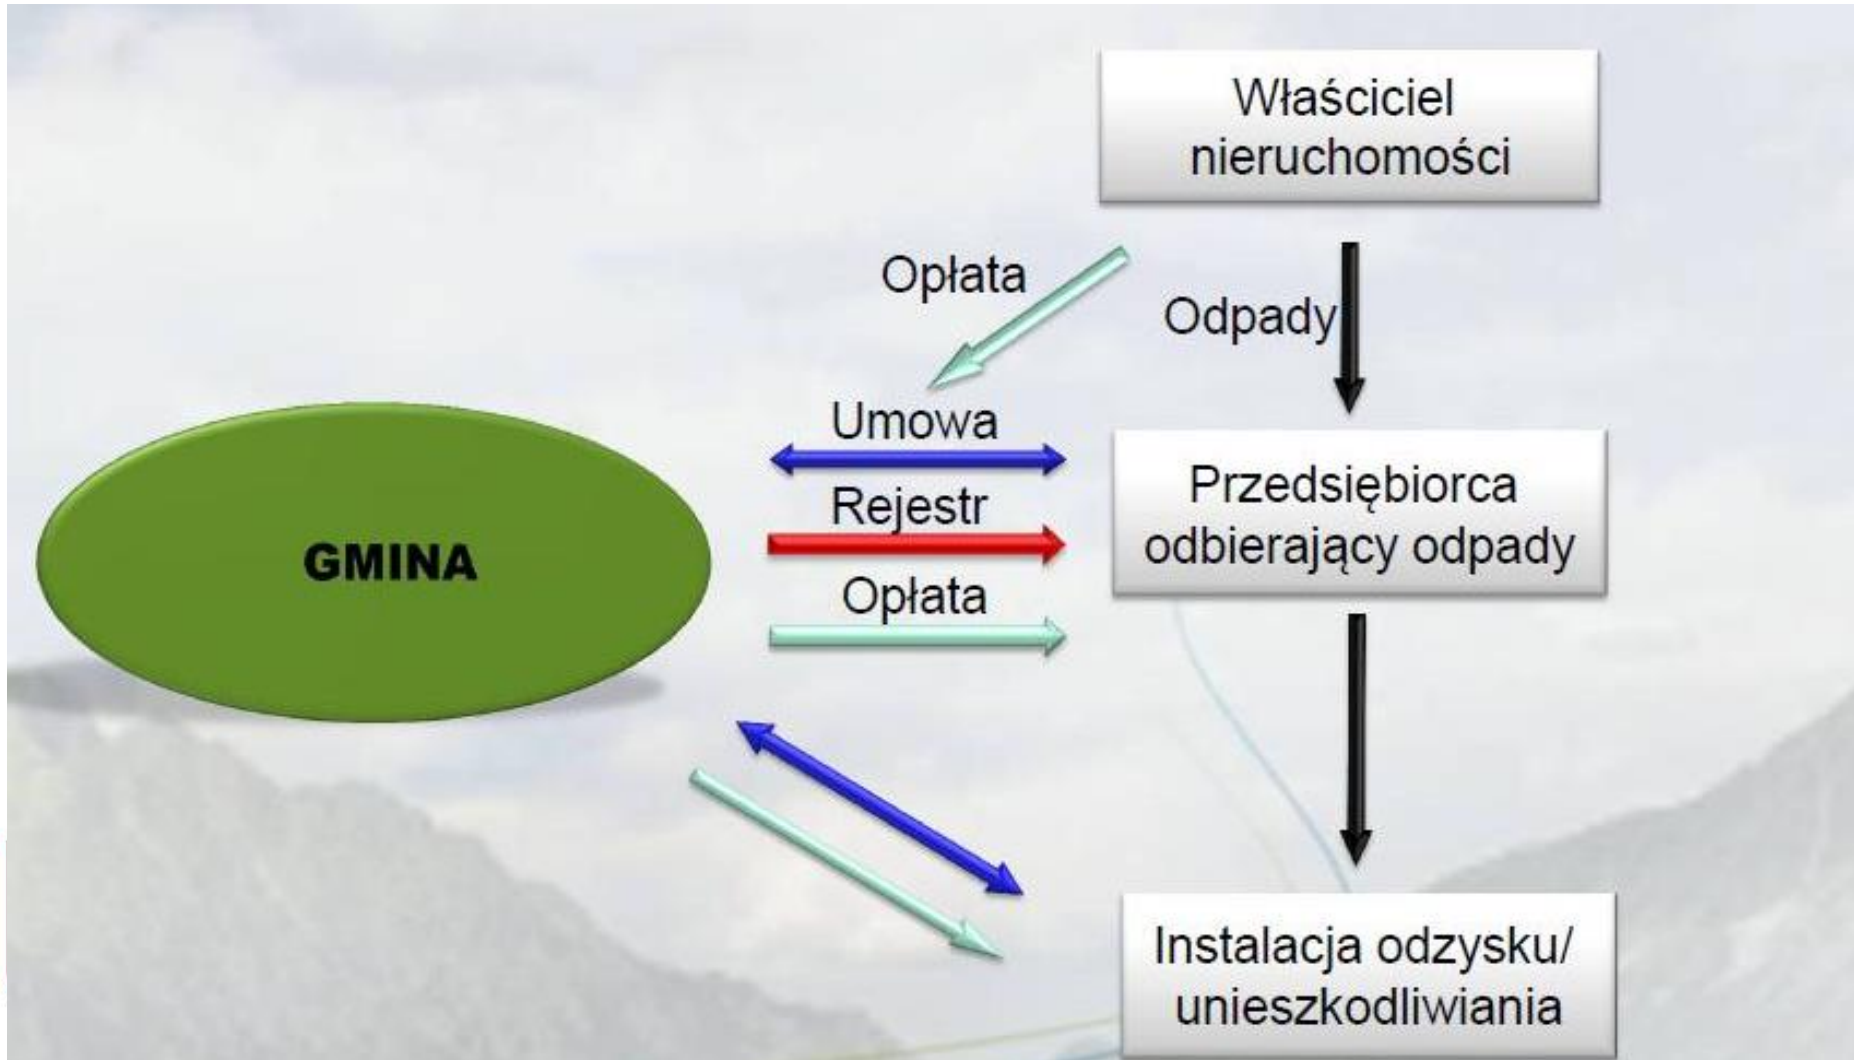 Właściciel
nieruchomości
Opłata
Odpady
Umowa
Rejestr
Opłata
GMINA
Przedsiębiorca
odbierający odpady
Instalacja odzysku/
unieszkodliwiania